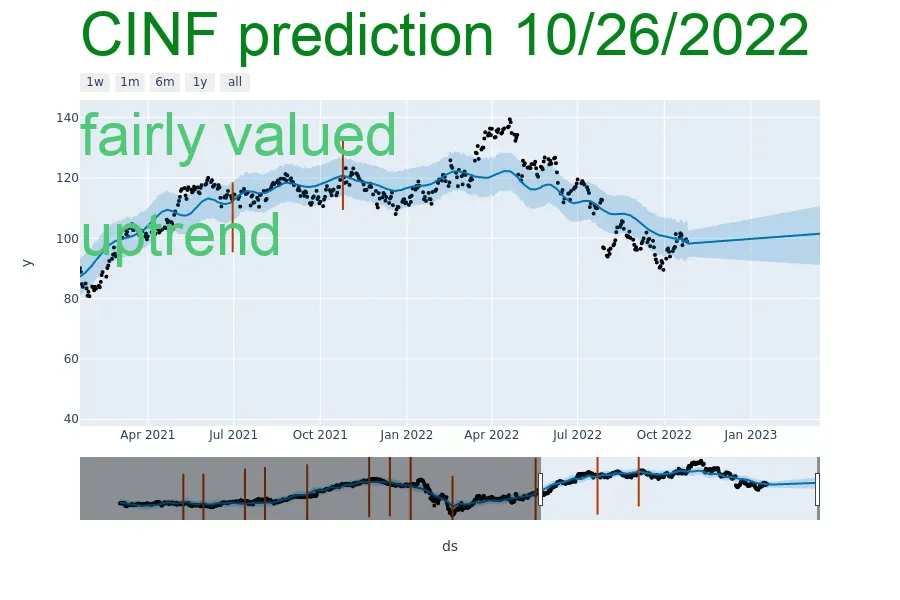 CINF prediction 10/26/2022
1w 1m 6m 1y all
140
fairly valued
120
uptrend
100
y
80
60
40
Apr 2021 Jul 2021 Oct 2021 Jan 2022 Apr 2022 Jul 2022 Oct 2022 Jan 2023
ds